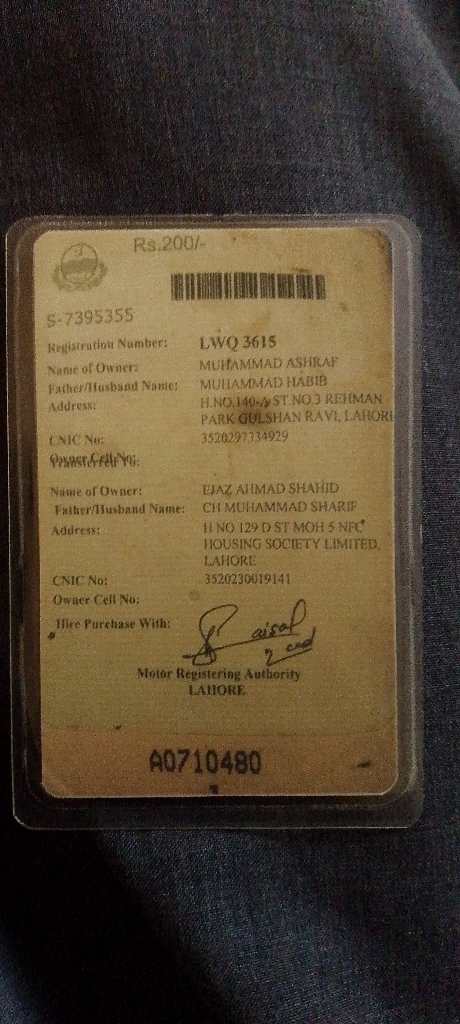 Rs.200/-
S-7395355
Registration Number: LWQ 3615
Name of Owner: MUHAMMAD ASHRAF
Father/Husband Name: MUHAMMAD HABIB
Address: H.NO.140-A ST.NO.3 REHMAN
PARK GULSHAN RAVI, LAHORE
CNIC No: 3520297334929
Owner Cell No:
Transferred To:
Name of Owner: EJAZ AHMAD SHAHID
Father/Husband Name: CH MUHAMMAD SHARIF
Address: H NO 129 D ST MOH 5 NFC
HOUSING SOCIETY LIMITED,
LAHORE
CNIC No: 3520230019141
Owner Cell No:
Hire Purchase With:
Motor Registering Authority
LAHORE
A0710480